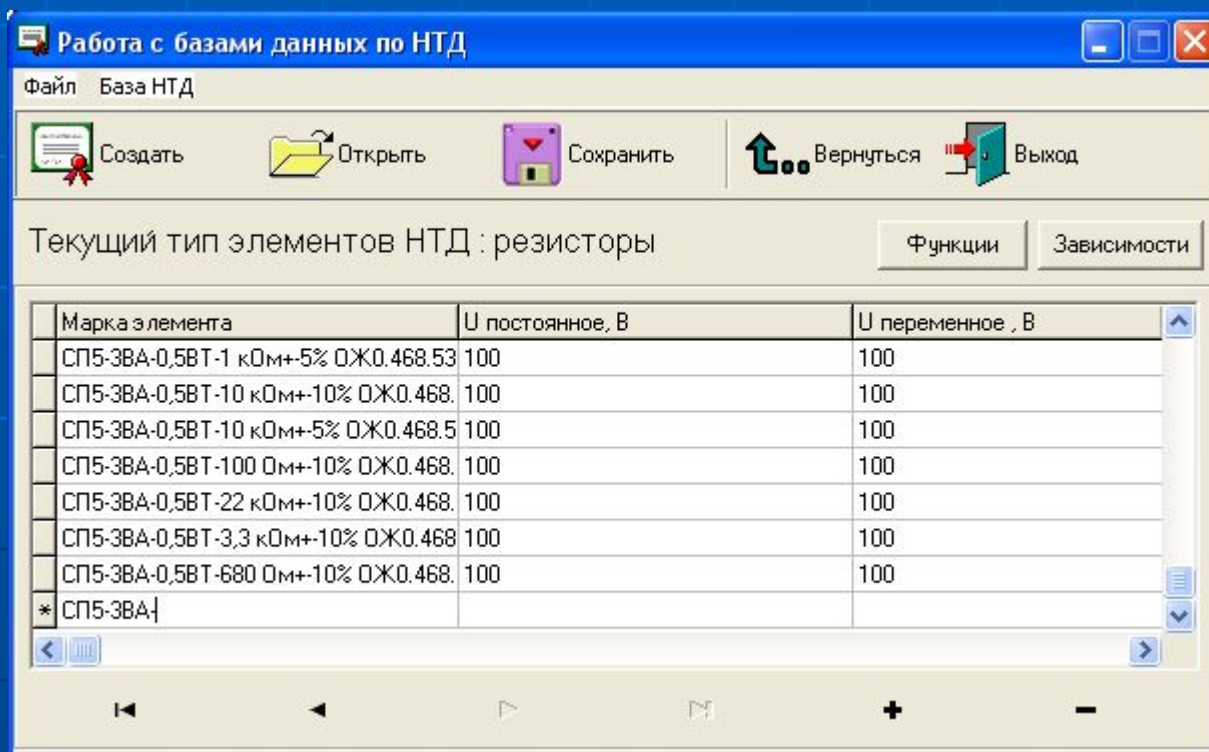 Работа с базами данных по НТД
Файл База НТД
Создать Открыть Сохранить Вернуться Выход
Текущий тип элементов НТД : резисторы Функции Зависимости
Марка элемента U постоянное, В U переменное , В
СП5-3ВА-0,5ВТ-1 кОм+-5% ОЖ0.468.53 100 100
СП5-3ВА-0,5ВТ-10 кОм+-10% ОЖ0.468. 100 100
СП5-3ВА-0,5ВТ-10 кОм+-5% ОЖ0.468.5 100 100
СП5-3ВА-0,5ВТ-100 Ом+-10% ОЖ0.468. 100 100
СП5-3ВА-0,5ВТ-22 кОм+-10% ОЖ0.468. 100 100
СП5-3ВА-0,5ВТ-3,3 кОм+-10% ОЖ0.468 100 100
СП5-3ВА-0,5ВТ-680 Ом+-10% ОЖ0.468. 100 100
* СП5-3ВА-